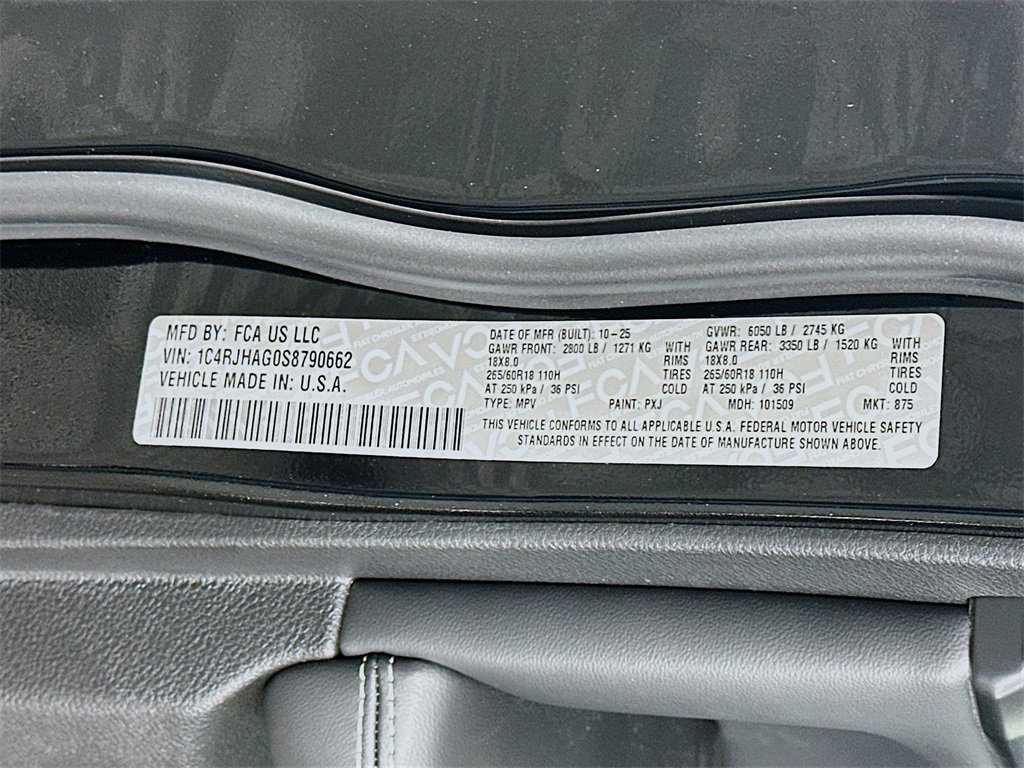 MFD BY: FCA US LLC
VIN: 1C4RJHAG0S8790662
VEHICLE MADE IN: U.S.A.
DATE OF MFR (BUILT): 10-25
GAWR FRONT: 2800 LB / 1271 KG WITH
18X8.0 RIMS
265/60R18 110H TIRES
AT 250 kPa / 36 PSI COLD
TYPE: MPV PAINT: PXJ
GVWR: 6050 LB / 2745 KG
GAWR REAR: 3350 LB / 1520 KG WITH
18X8.0 RIMS
265/60R18 110H TIRES
AT 250 kPa / 36 PSI COLD
MDH: 101509 MKT: 875
THIS VEHICLE CONFORMS TO ALL APPLICABLE U.S.A. FEDERAL MOTOR VEHICLE SAFETY
STANDARDS IN EFFECT ON THE DATE OF MANUFACTURE SHOWN ABOVE.